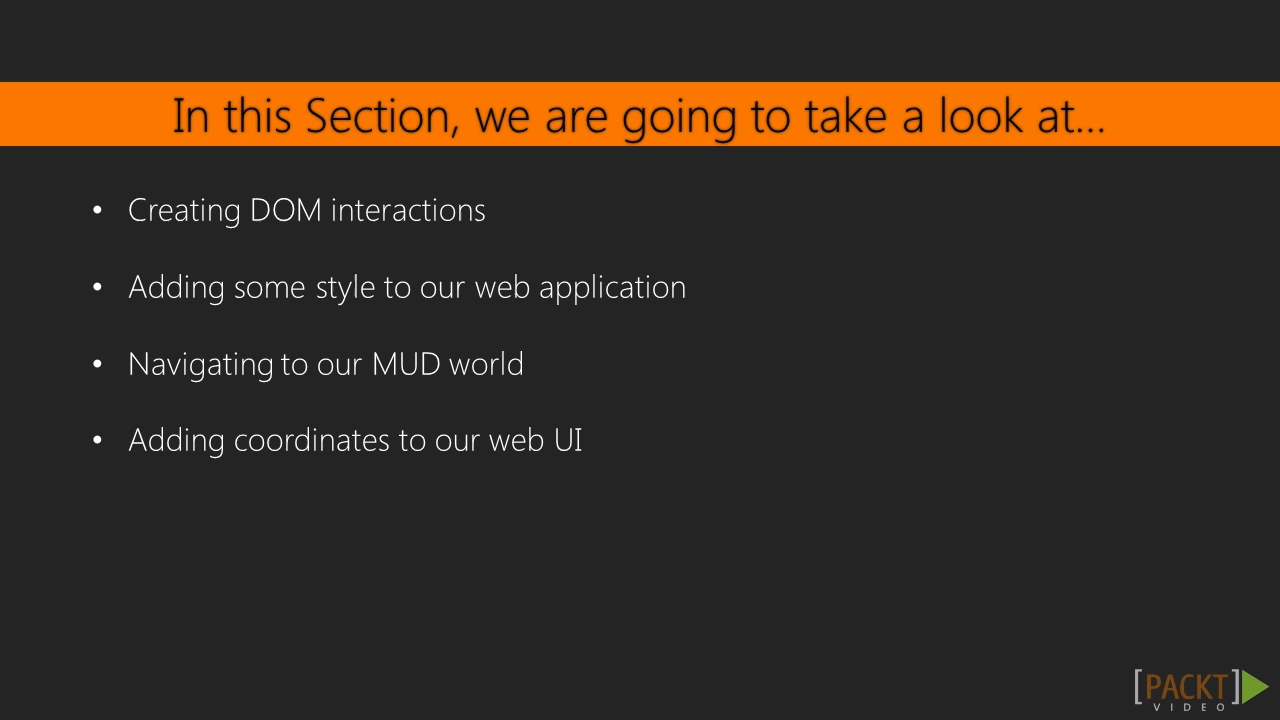 In this Section, we are going to take a look at...
• Creating DOM interactions
• Adding some style to our web application
• Navigating to our MUD world
• Adding coordinates to our web UI
[PACKT]
VIDEO